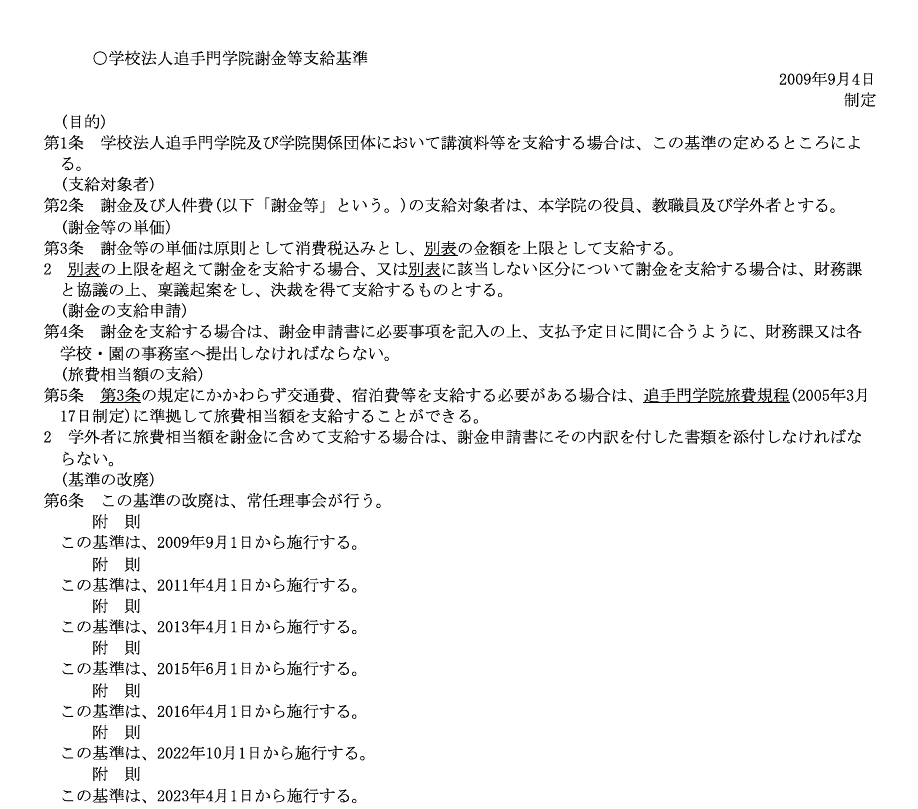 〇学校法人追手門学院謝金等支給基準
2009年9月4日
制定
(目的)
第1条　学校法人追手門学院及び学院関係団体において講演料等を支給する場合は、この基準の定めるところによ
る。
(支給対象者)
第2条　謝金及び人件費(以下「謝金等」という。)の支給対象者は、本学院の役員、教職員及び学外者とする。
(謝金等の単価)
第3条　謝金等の単価は原則として消費税込みとし、別表の金額を上限として支給する。
2　別表の上限を超えて謝金を支給する場合、又は別表に該当しない区分について謝金を支給する場合は、財務課
と協議の上、稟議起案をし、決裁を得て支給するものとする。
(謝金の支給申請)
第4条　謝金を支給する場合は、謝金申請書に必要事項を記入の上、支払予定日に間に合うように、財務課又は各
学校・園の事務室へ提出しなければならない。
(旅費相当額の支給)
第5条　第3条の規定にかかわらず交通費、宿泊費等を支給する必要がある場合は、追手門学院旅費規程(2005年3月
17日制定)に準拠して旅費相当額を支給することができる。
2　学外者に旅費相当額を謝金に含めて支給する場合は、謝金申請書にその内訳を付した書類を添付しなければな
らない。
(基準の改廃)
第6条　この基準の改廃は、常任理事会が行う。
附　則
この基準は、2009年9月1日から施行する。
附　則
この基準は、2011年4月1日から施行する。
附　則
この基準は、2013年4月1日から施行する。
附　則
この基準は、2015年6月1日から施行する。
附　則
この基準は、2016年4月1日から施行する。
附　則
この基準は、2022年10月1日から施行する。
附　則
この基準は、2023年4月1日から施行する。